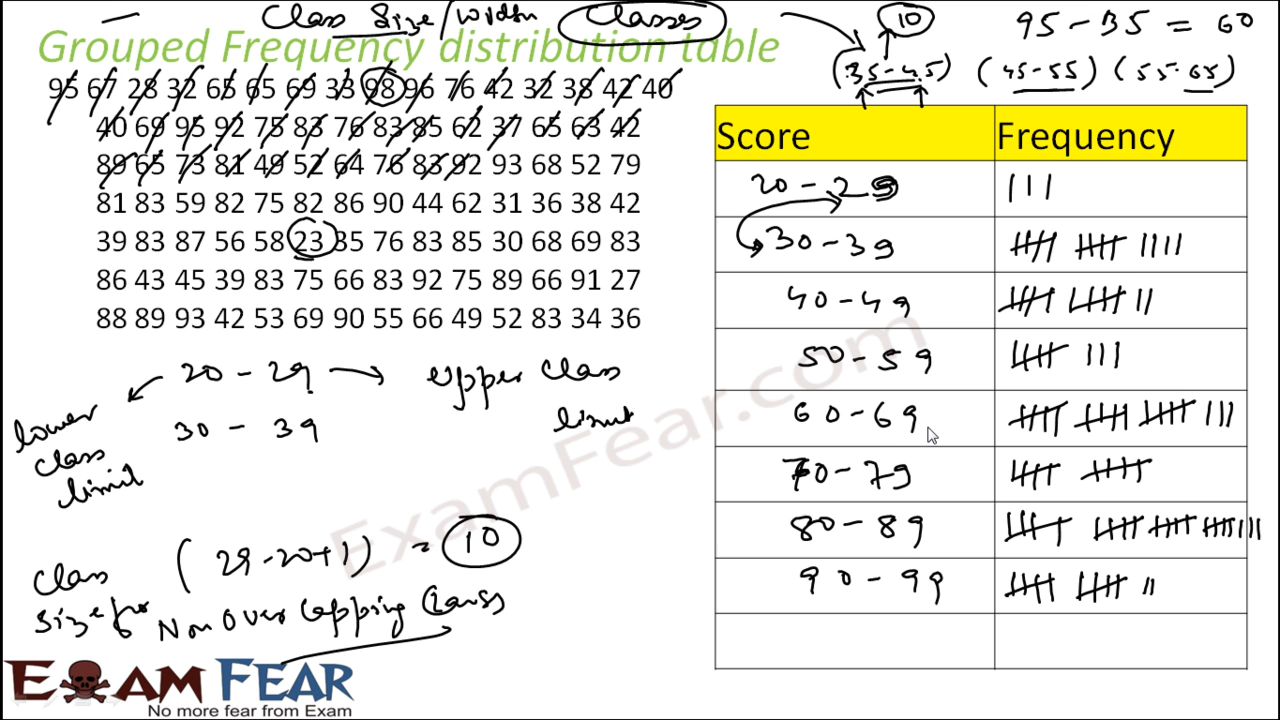 Class Size/Width Classes
10
95 - 35 = 60
Grouped Frequency distribution table
(35-45) (45-55) (55-65)
95 67 28 32 65 65 69 33 98 96 76 42 32 38 42 40
40 69 95 92 75 83 76 83 85 62 37 65 63 42
89 65 73 81 49 52 64 76 83 92 93 68 52 79
81 83 59 82 75 82 86 90 44 62 31 36 38 42
39 83 87 56 58 23 35 76 83 85 30 68 69 83
86 43 45 39 83 75 66 83 92 75 89 66 91 27
88 89 93 42 53 69 90 55 66 49 52 83 34 36
Score Frequency
20 - 29
30 - 39
40 - 49
50 - 59
60 - 69
70 - 79
80 - 89
90 - 99
20 - 29
Upper Class limit
30 - 39
lower class limit
Class Size for Non Overlapping Classes
(29-20+1) = 10
ExamFear.com
EXAM FEAR
No more fear from Exam